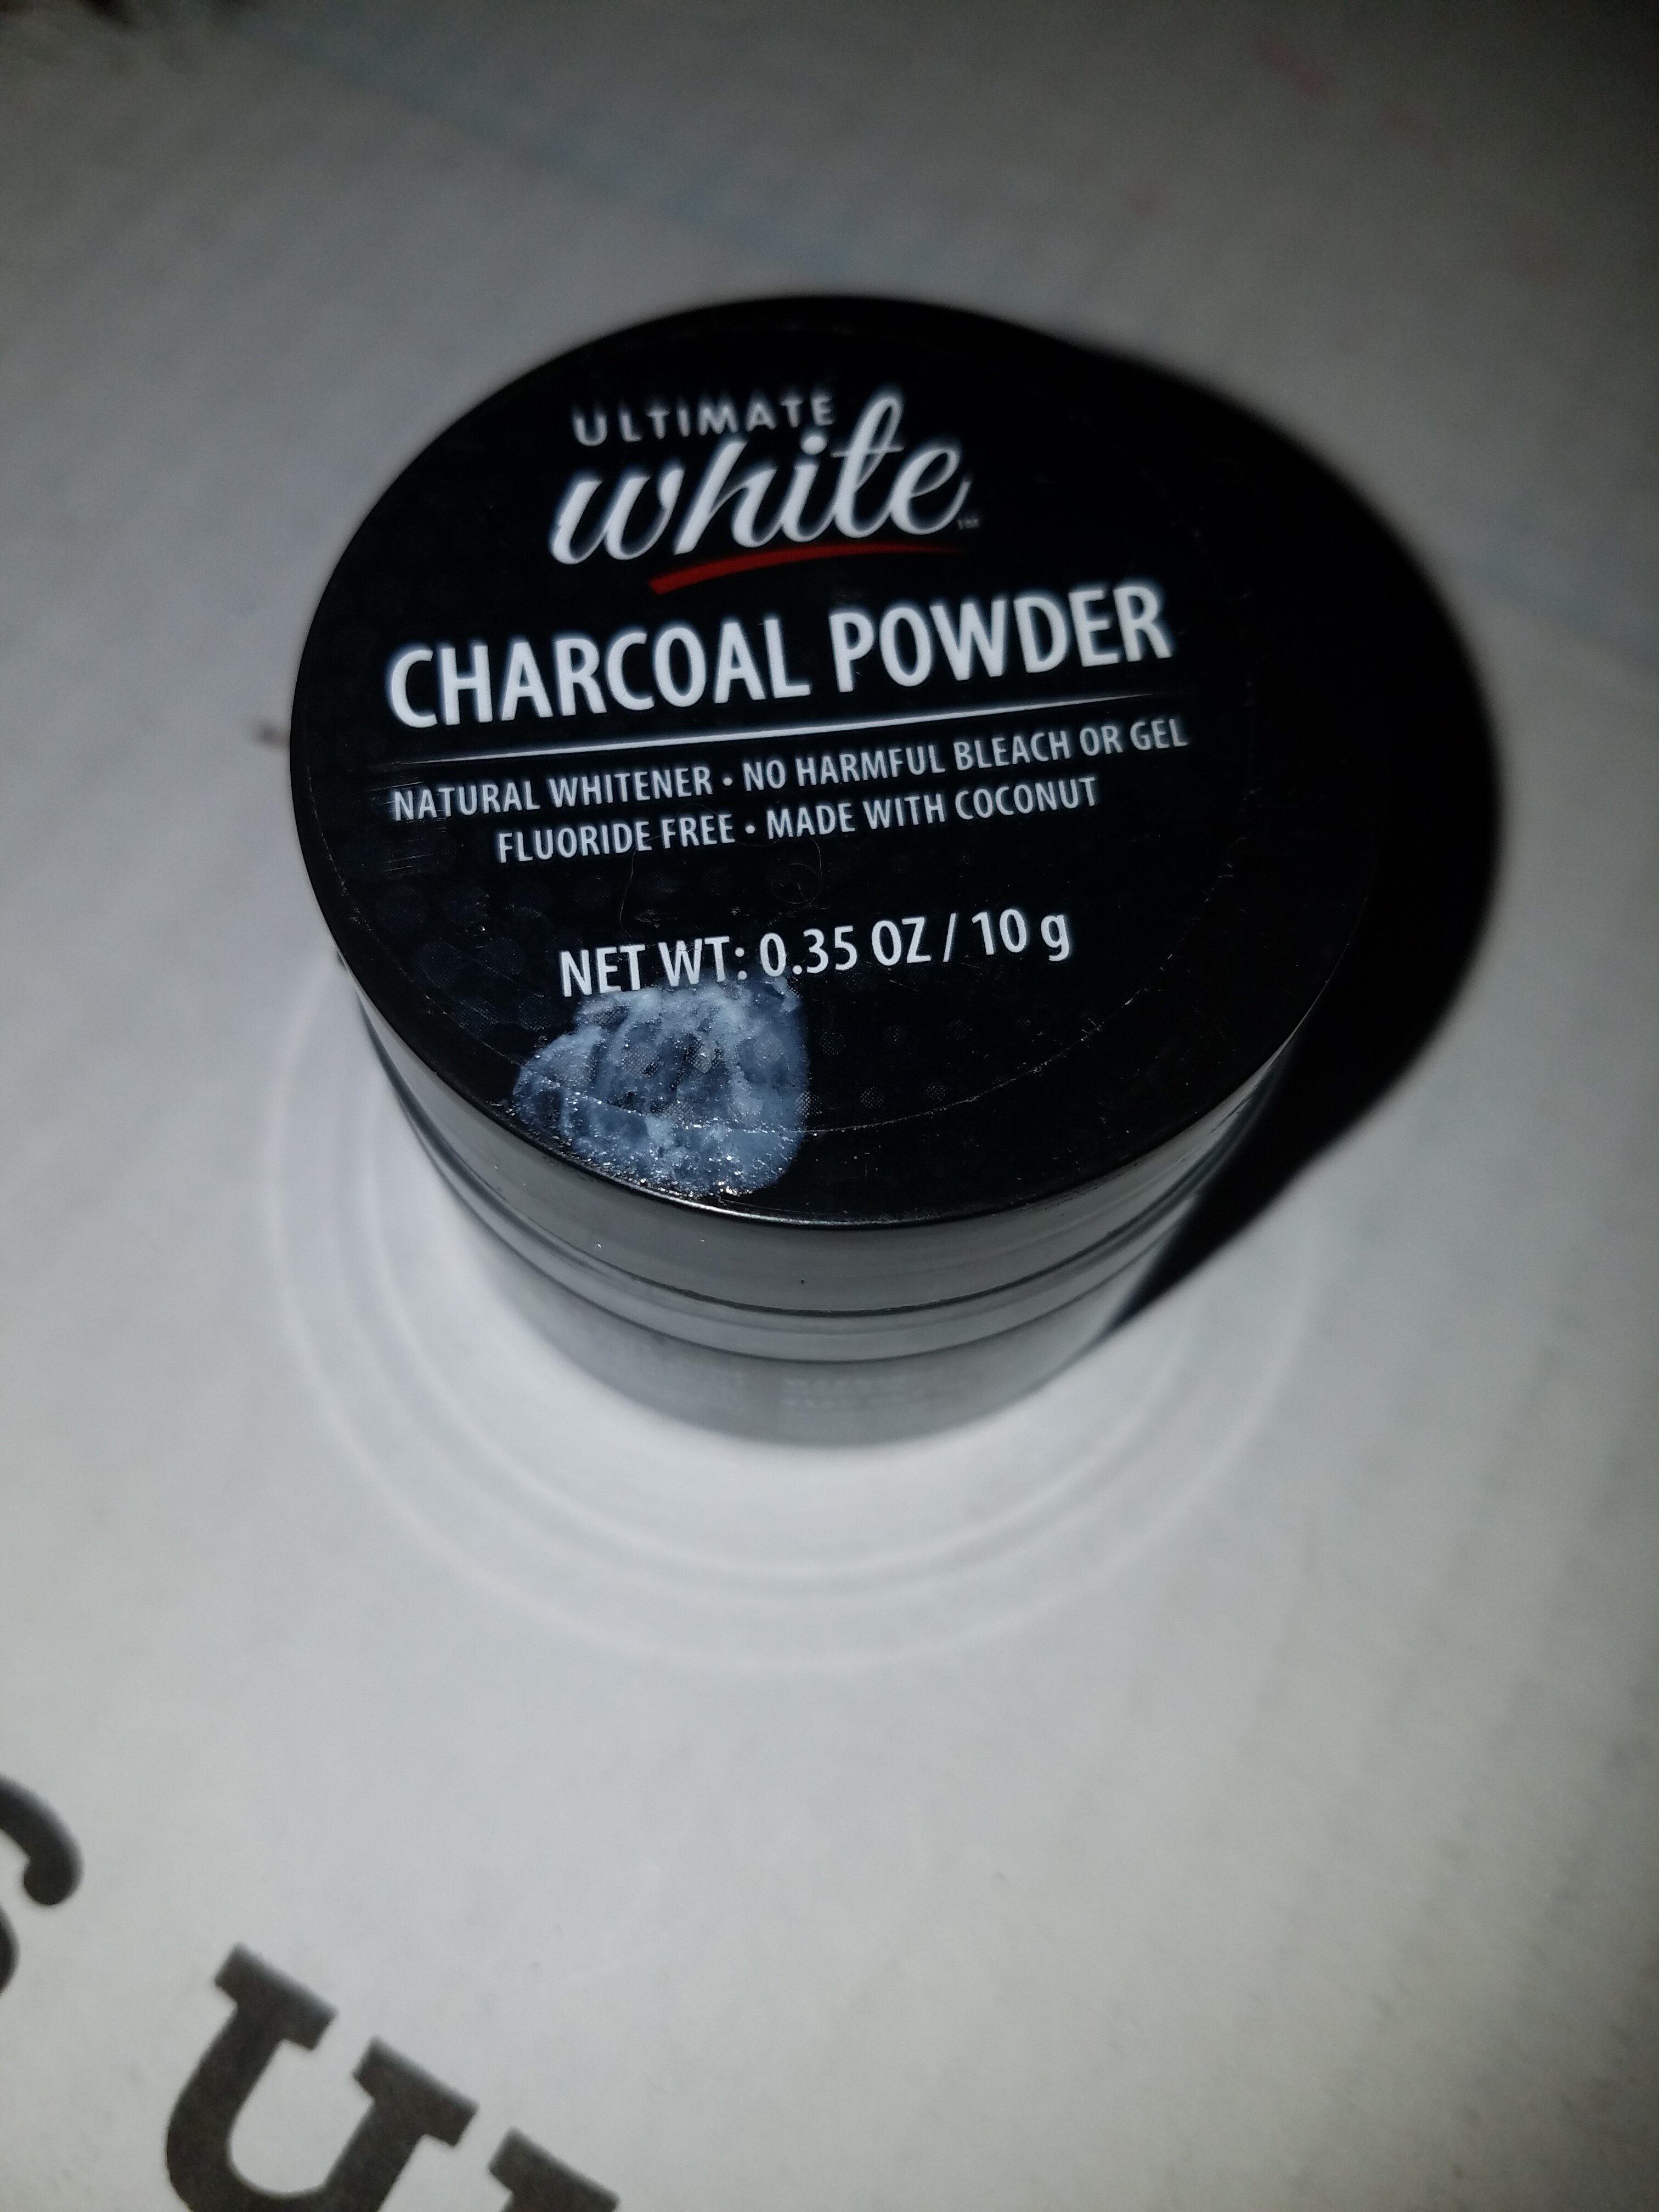 ULTIMATE
white™
CHARCOAL POWDER
NATURAL WHITENER • NO HARMFUL BLEACH OR GEL
FLUORIDE FREE • MADE WITH COCONUT
NET WT: 0.35 OZ / 10 g